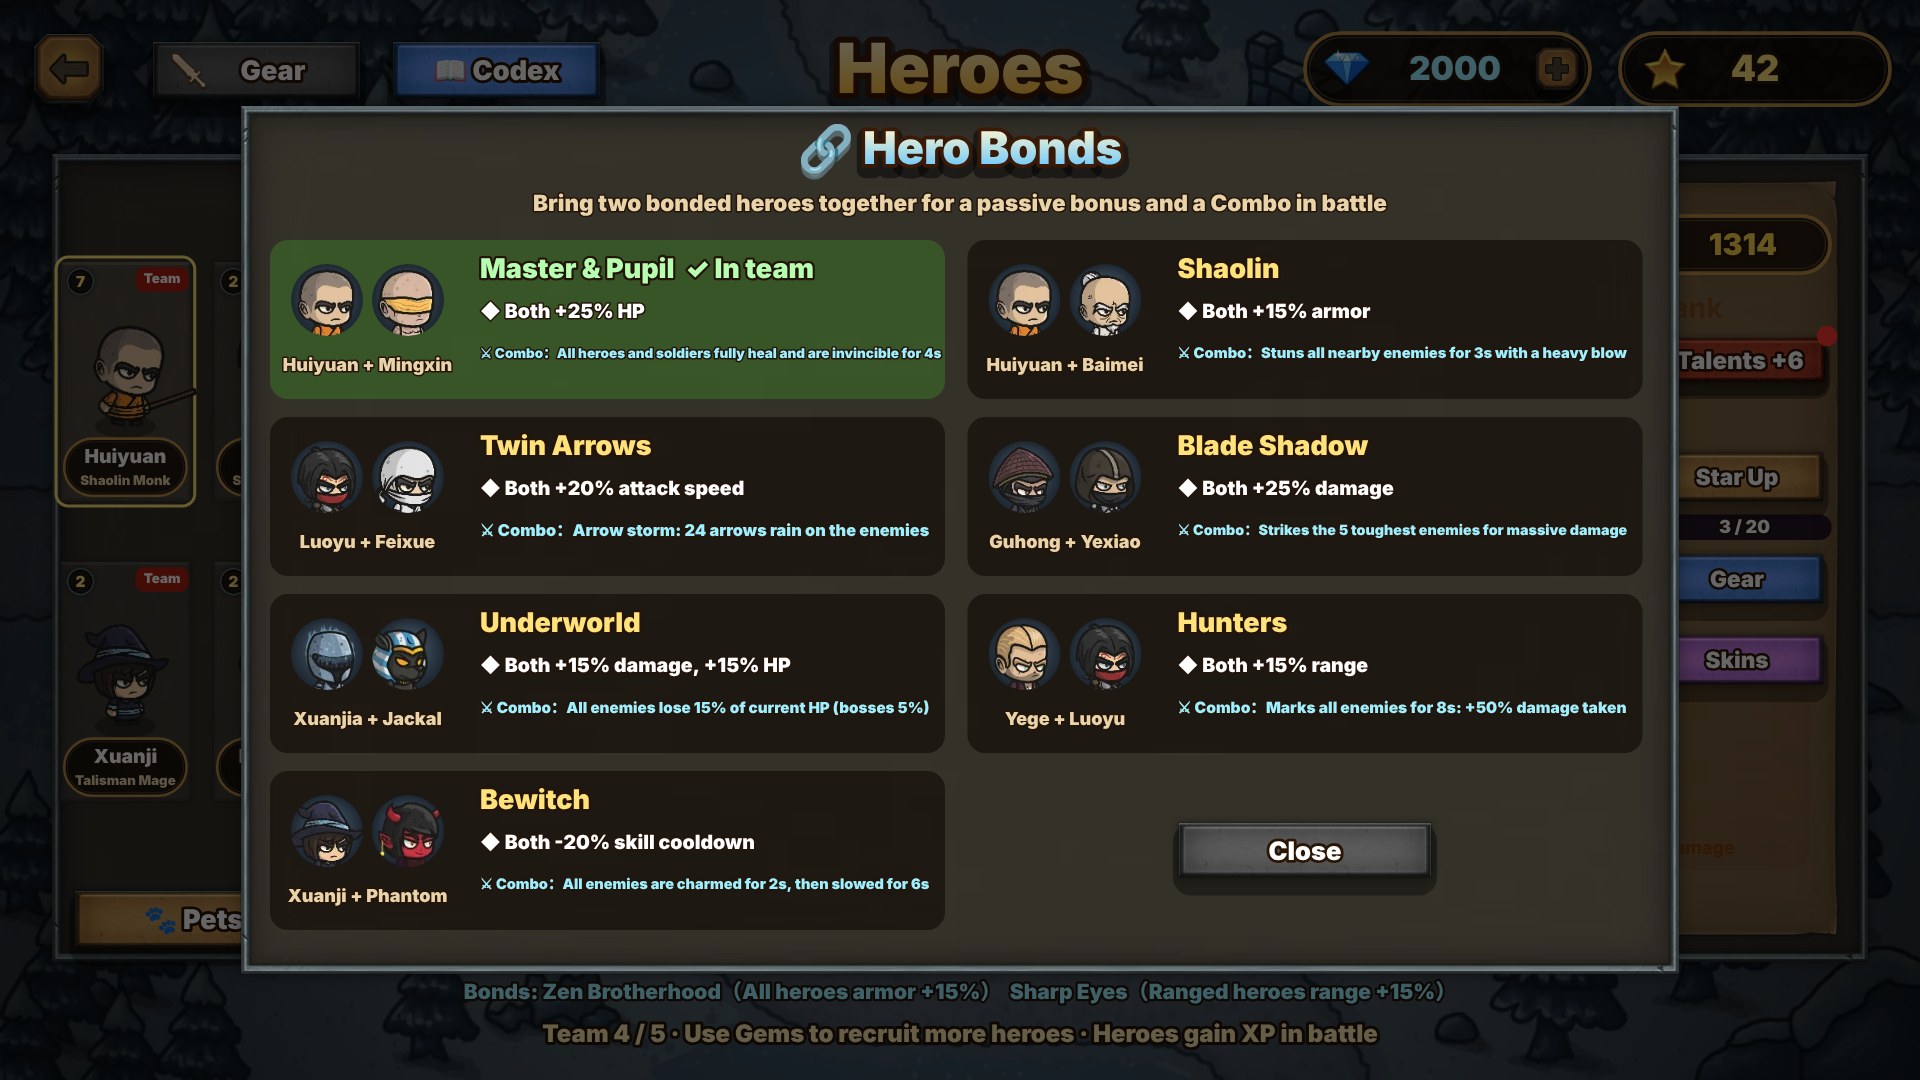 Gear
Codex
Heroes
2000
42
Hero Bonds
Bring two bonded heroes together for a passive bonus and a Combo in battle
Master & Pupil ✓ In team
◆ Both +25% HP
⚔ Combo: All heroes and soldiers fully heal and are invincible for 4s
Huiyuan + Mingxin
Shaolin
◆ Both +15% armor
⚔ Combo: Stuns all nearby enemies for 3s with a heavy blow
Huiyuan + Baimei
Twin Arrows
◆ Both +20% attack speed
⚔ Combo: Arrow storm: 24 arrows rain on the enemies
Luoyu + Feixue
Blade Shadow
◆ Both +25% damage
⚔ Combo: Strikes the 5 toughest enemies for massive damage
Guhong + Yexiao
Underworld
◆ Both +15% damage, +15% HP
⚔ Combo: All enemies lose 15% of current HP (bosses 5%)
Xuanjia + Jackal
Hunters
◆ Both +15% range
⚔ Combo: Marks all enemies for 8s: +50% damage taken
Yege + Luoyu
Bewitch
◆ Both -20% skill cooldown
⚔ Combo: All enemies are charmed for 2s, then slowed for 6s
Xuanji + Phantom
Close
7
Team
2
Huiyuan
Shaolin Monk
2
Team
2
Xuanji
Talisman Mage
Pets
1314
Talents +6
Star Up
3 / 20
Gear
Skins
Bonds: Zen Brotherhood (All heroes armor +15%) Sharp Eyes (Ranged heroes range +15%)
Team 4 / 5 · Use Gems to recruit more heroes · Heroes gain XP in battle